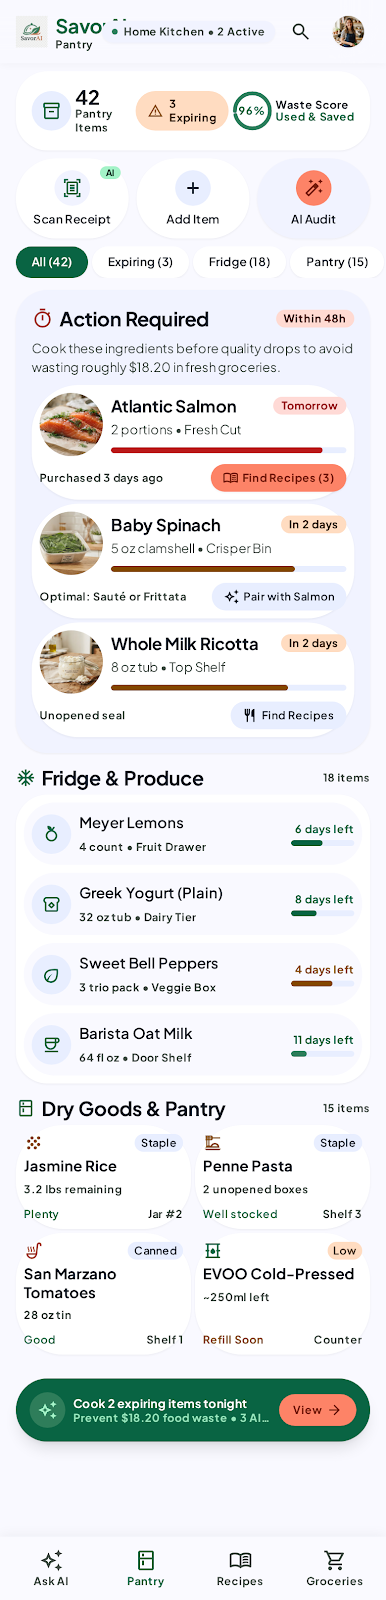 SavorAI
SavorAI
Pantry
Home Kitchen • 2 Active
42
Pantry
Items
3
Expiring
96%
Waste Score
Used & Saved
AI
Scan Receipt
Add Item
AI Audit
All (42)
Expiring (3)
Fridge (18)
Pantry (15)
Action Required
Within 48h
Cook these ingredients before quality drops to avoid
wasting roughly $18.20 in fresh groceries.
Atlantic Salmon
Tomorrow
2 portions • Fresh Cut
Purchased 3 days ago
Find Recipes (3)
Baby Spinach
In 2 days
5 oz clamshell • Crisper Bin
Optimal: Sauté or Frittata
Pair with Salmon
Whole Milk Ricotta
In 2 days
8 oz tub • Top Shelf
Unopened seal
Find Recipes
Fridge & Produce
18 items
Meyer Lemons
4 count • Fruit Drawer
6 days left
Greek Yogurt (Plain)
32 oz tub • Dairy Tier
8 days left
Sweet Bell Peppers
3 trio pack • Veggie Box
4 days left
Barista Oat Milk
64 fl oz • Door Shelf
11 days left
Dry Goods & Pantry
15 items
Staple
Jasmine Rice
3.2 lbs remaining
Plenty
Jar #2
Staple
Penne Pasta
2 unopened boxes
Well stocked
Shelf 3
Canned
San Marzano
Tomatoes
28 oz tin
Good
Shelf 1
Low
EVOO Cold-Pressed
~250ml left
Refill Soon
Counter
Cook 2 expiring items tonight
Prevent $18.20 food waste • 3 AI...
View
Ask AI
Pantry
Recipes
Groceries